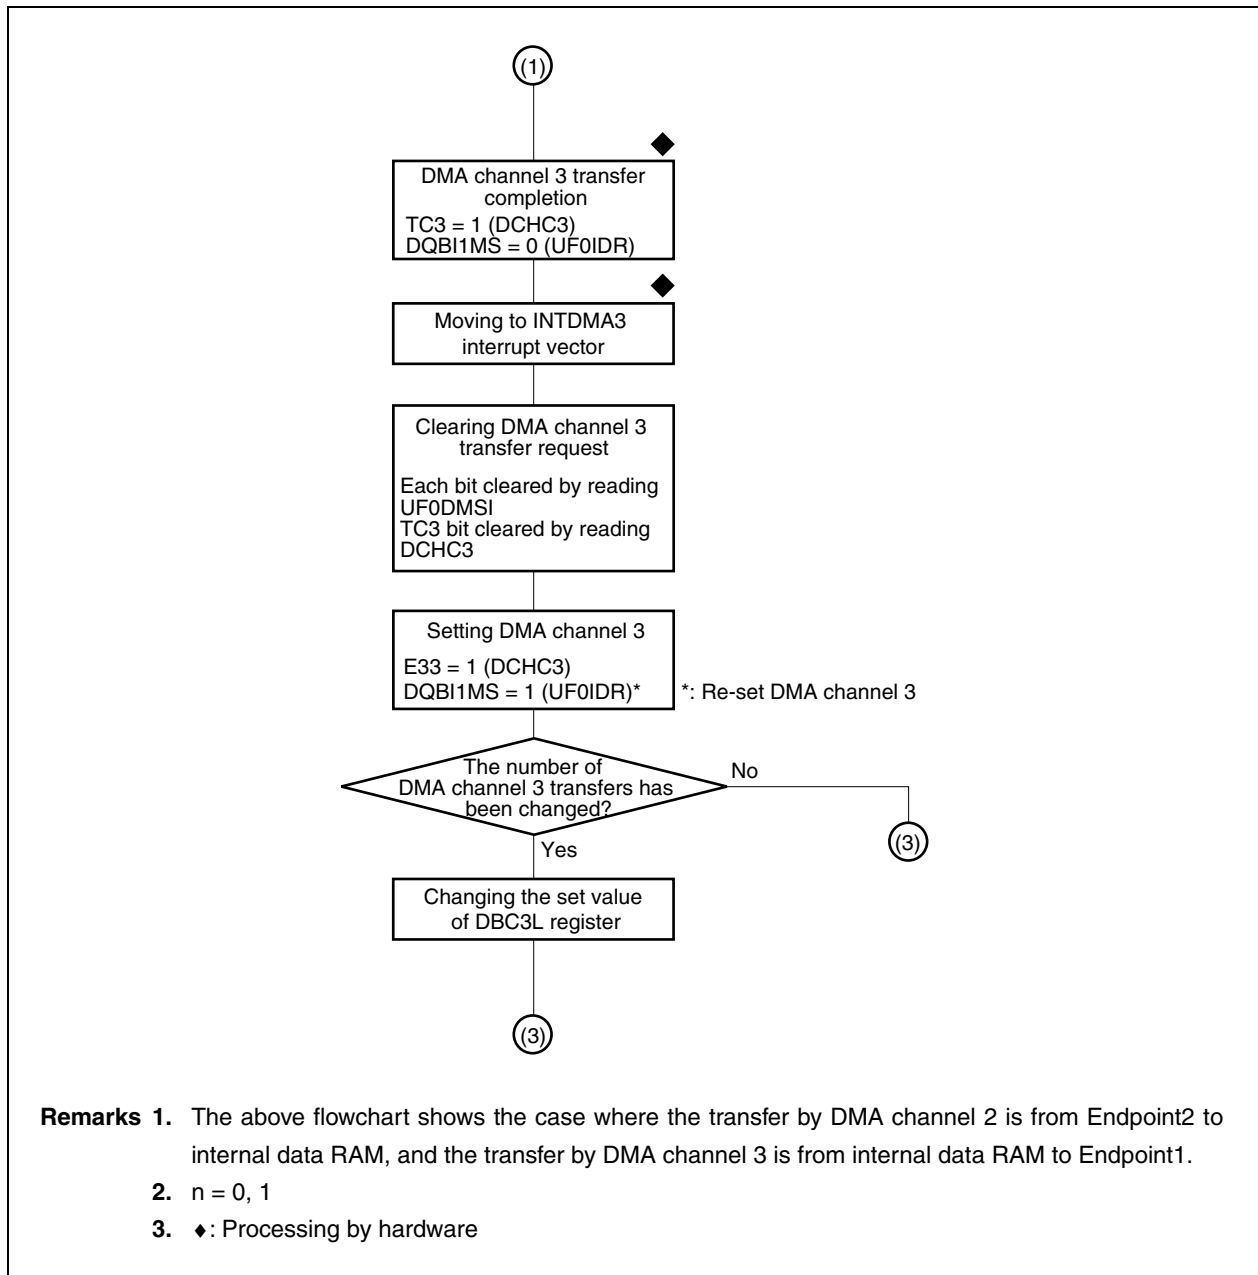 (1)
◆
DMA channel 3 transfer
completion
TC3 = 1 (DCHC3)
DQBI1MS = 0 (UF0IDR)
◆
Moving to INTDMA3
interrupt vector
Clearing DMA channel 3
transfer request
Each bit cleared by reading
UF0DMSI
TC3 bit cleared by reading
DCHC3
Setting DMA channel 3
E33 = 1 (DCHC3)
DQBI1MS = 1 (UF0IDR)* *: Re-set DMA channel 3
The number of
DMA channel 3 transfers has
been changed?
No
(3)
Yes
Changing the set value
of DBC3L register
(3)
Remarks 1. The above flowchart shows the case where the transfer by DMA channel 2 is from Endpoint2 to
internal data RAM, and the transfer by DMA channel 3 is from internal data RAM to Endpoint1.
2. n = 0, 1
3. ♦: Processing by hardware